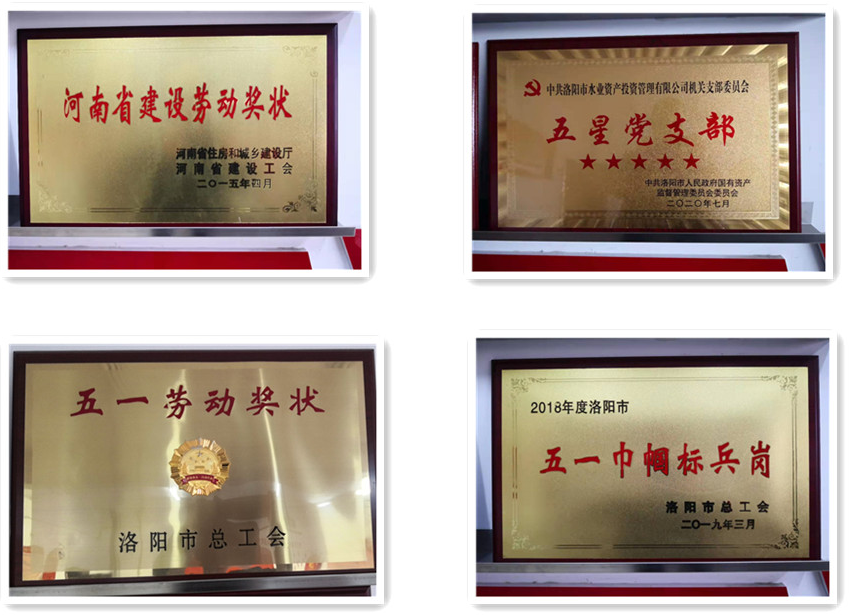 河南省建设劳动奖状
河南省住房和城乡建设厅
河南省建设工会
二〇一五年四月
中共洛阳市水业资产投资管理有限公司机关支部委员会
五星党支部
中共洛阳市人民政府国有资产
监督管理委员会委员会
二〇二〇年七月
五一劳动奖状
洛阳市总工会
2018年度洛阳市
五一巾帼标兵岗
洛阳市总工会
二〇一九年三月